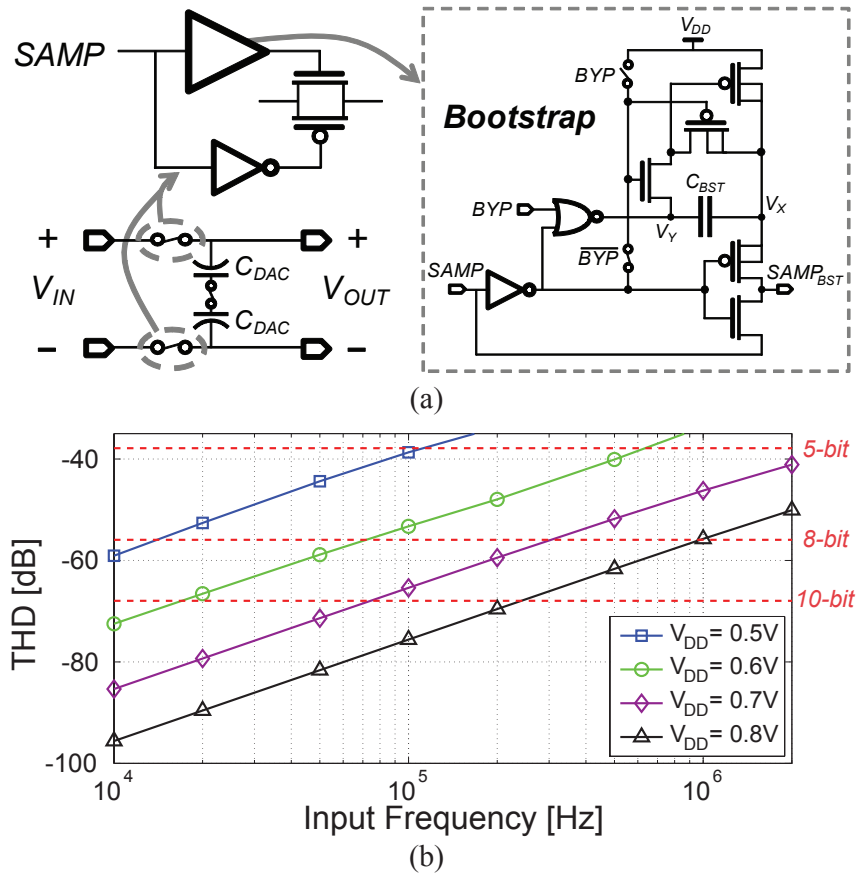 SAMP
Bootstrap
V_DD
BYP
C_BST
V_X
BYP
V_Y
BYP
SAMP
SAMP_BST
+
+
C_DAC
V_IN
V_OUT
C_DAC
−
−
(a)
-40
-60
-80
-100
THD [dB]
5-bit
8-bit
10-bit
V_DD= 0.5V
V_DD= 0.6V
V_DD= 0.7V
V_DD= 0.8V
10^4
10^5
10^6
Input Frequency [Hz]
(b)